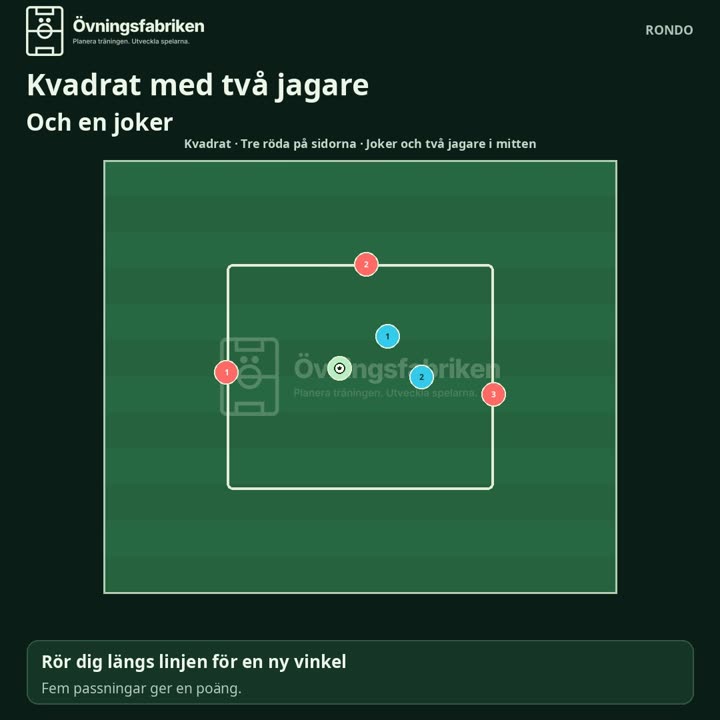 Övningsfabriken
Planera träningen. Utveckla spelarna.
RONDO
Kvadrat med två jagare
Och en joker
Kvadrat · Tre röda på sidorna · Joker och två jagare i mitten
2
1
Övningsfabriken
1
2
Planera träningen. Utveckla spelarna.
3
Rör dig längs linjen för en ny vinkel
Fem passningar ger en poäng.